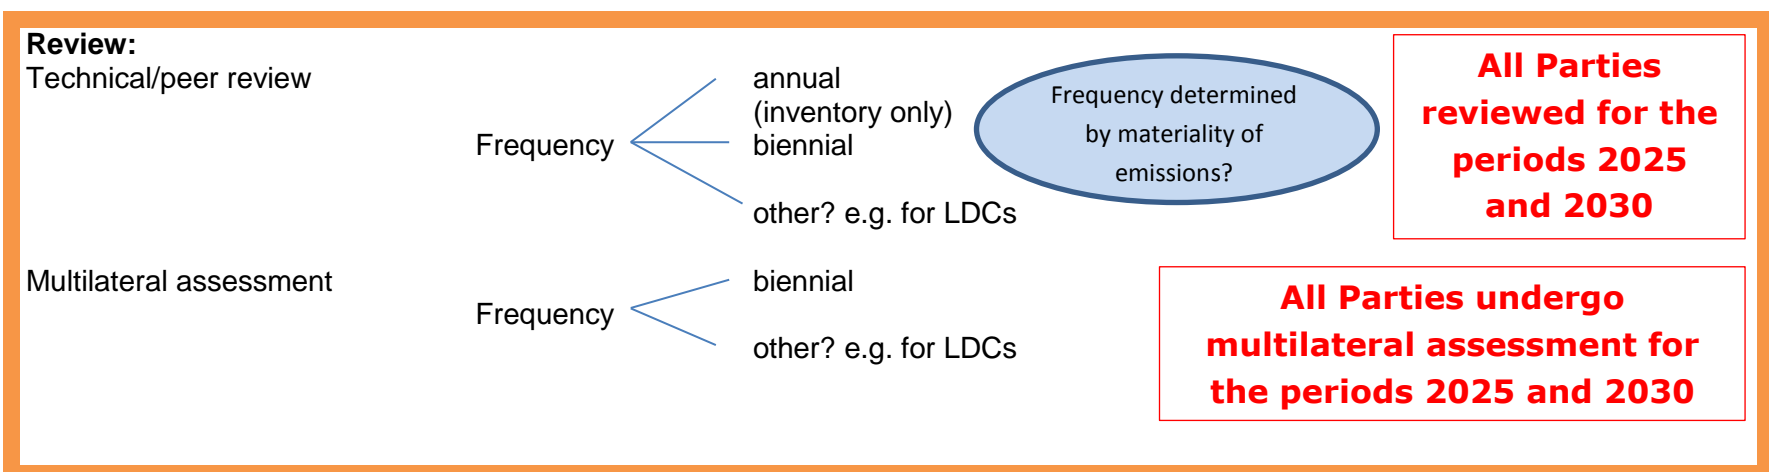 Review:
Technical/peer review
Frequency
annual
(inventory only)
biennial
other? e.g. for LDCs
Frequency determined
by materiality of
emissions?
All Parties
reviewed for the
periods 2025
and 2030
Multilateral assessment
Frequency
biennial
other? e.g. for LDCs
All Parties undergo
multilateral assessment for
the periods 2025 and 2030